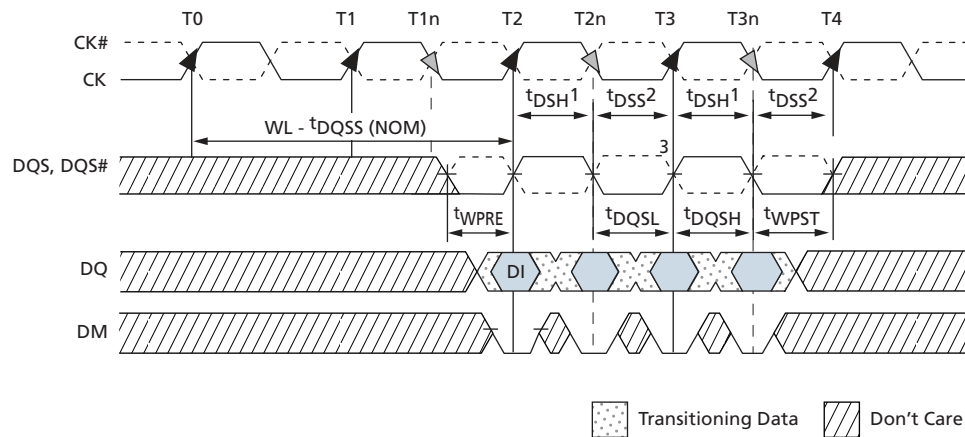 T0 T1 T1n T2 T2n T3 T3n T4
CK#
CK
tDSH1 tDSS2 tDSH1 tDSS2
WL - tDQSS (NOM)
3
DQS, DQS#
tWPRE tDQSL tDQSH tWPST
DQ
DI
DM
Transitioning Data
Don't Care